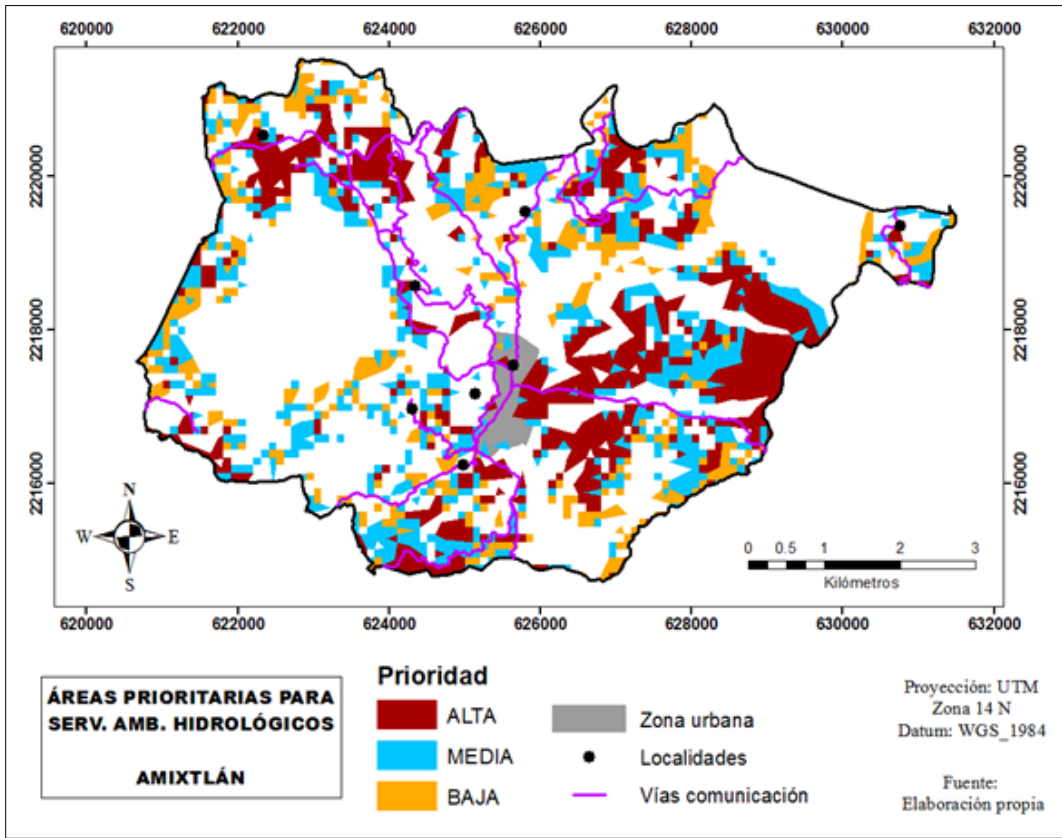 620000 622000 624000 626000 628000 630000 632000
2220000 2220000
2218000 2218000
2216000 2216000
N
W E
S
0 0.5 1 2 3
Kilómetros
620000 622000 624000 626000 628000 630000 632000
ÁREAS PRIORITARIAS PARA
SERV. AMB. HIDROLÓGICOS
AMIXTLÁN
Prioridad
ALTA
MEDIA
BAJA
Zona urbana
Localidades
Vías comunicación
Proyección: UTM
Zona 14 N
Datum: WGS_1984
Fuente:
Elaboración propia